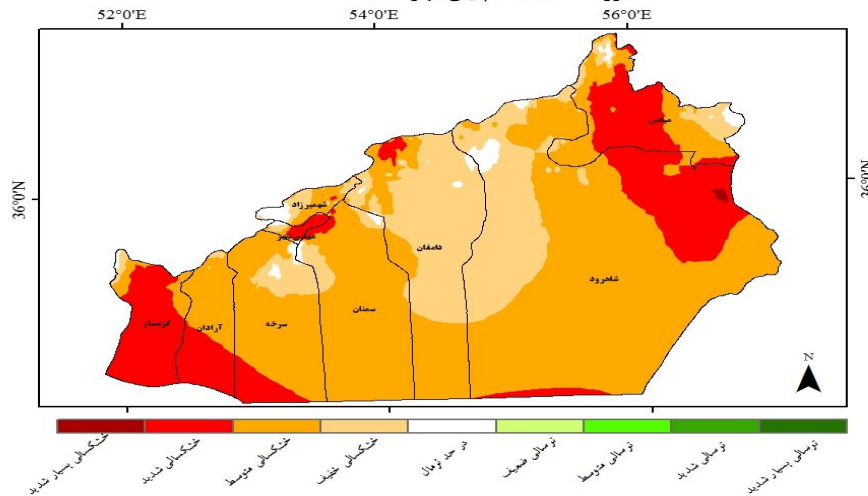 52°0'E 54°0'E 56°0'E
36°0'N 36°0'N
میامی
شهمیرزاد
مهدی شهر
دامغان
شاهرود
گرمسار آرادان سرخه سمنان
N
خشکسالی بسیار شدید خشکسالی شدید خشکسالی متوسط خشکسالی خفیف در حد نرمال ترسالی ضعیف ترسالی متوسط ترسالی شدید ترسالی بسیار شدید